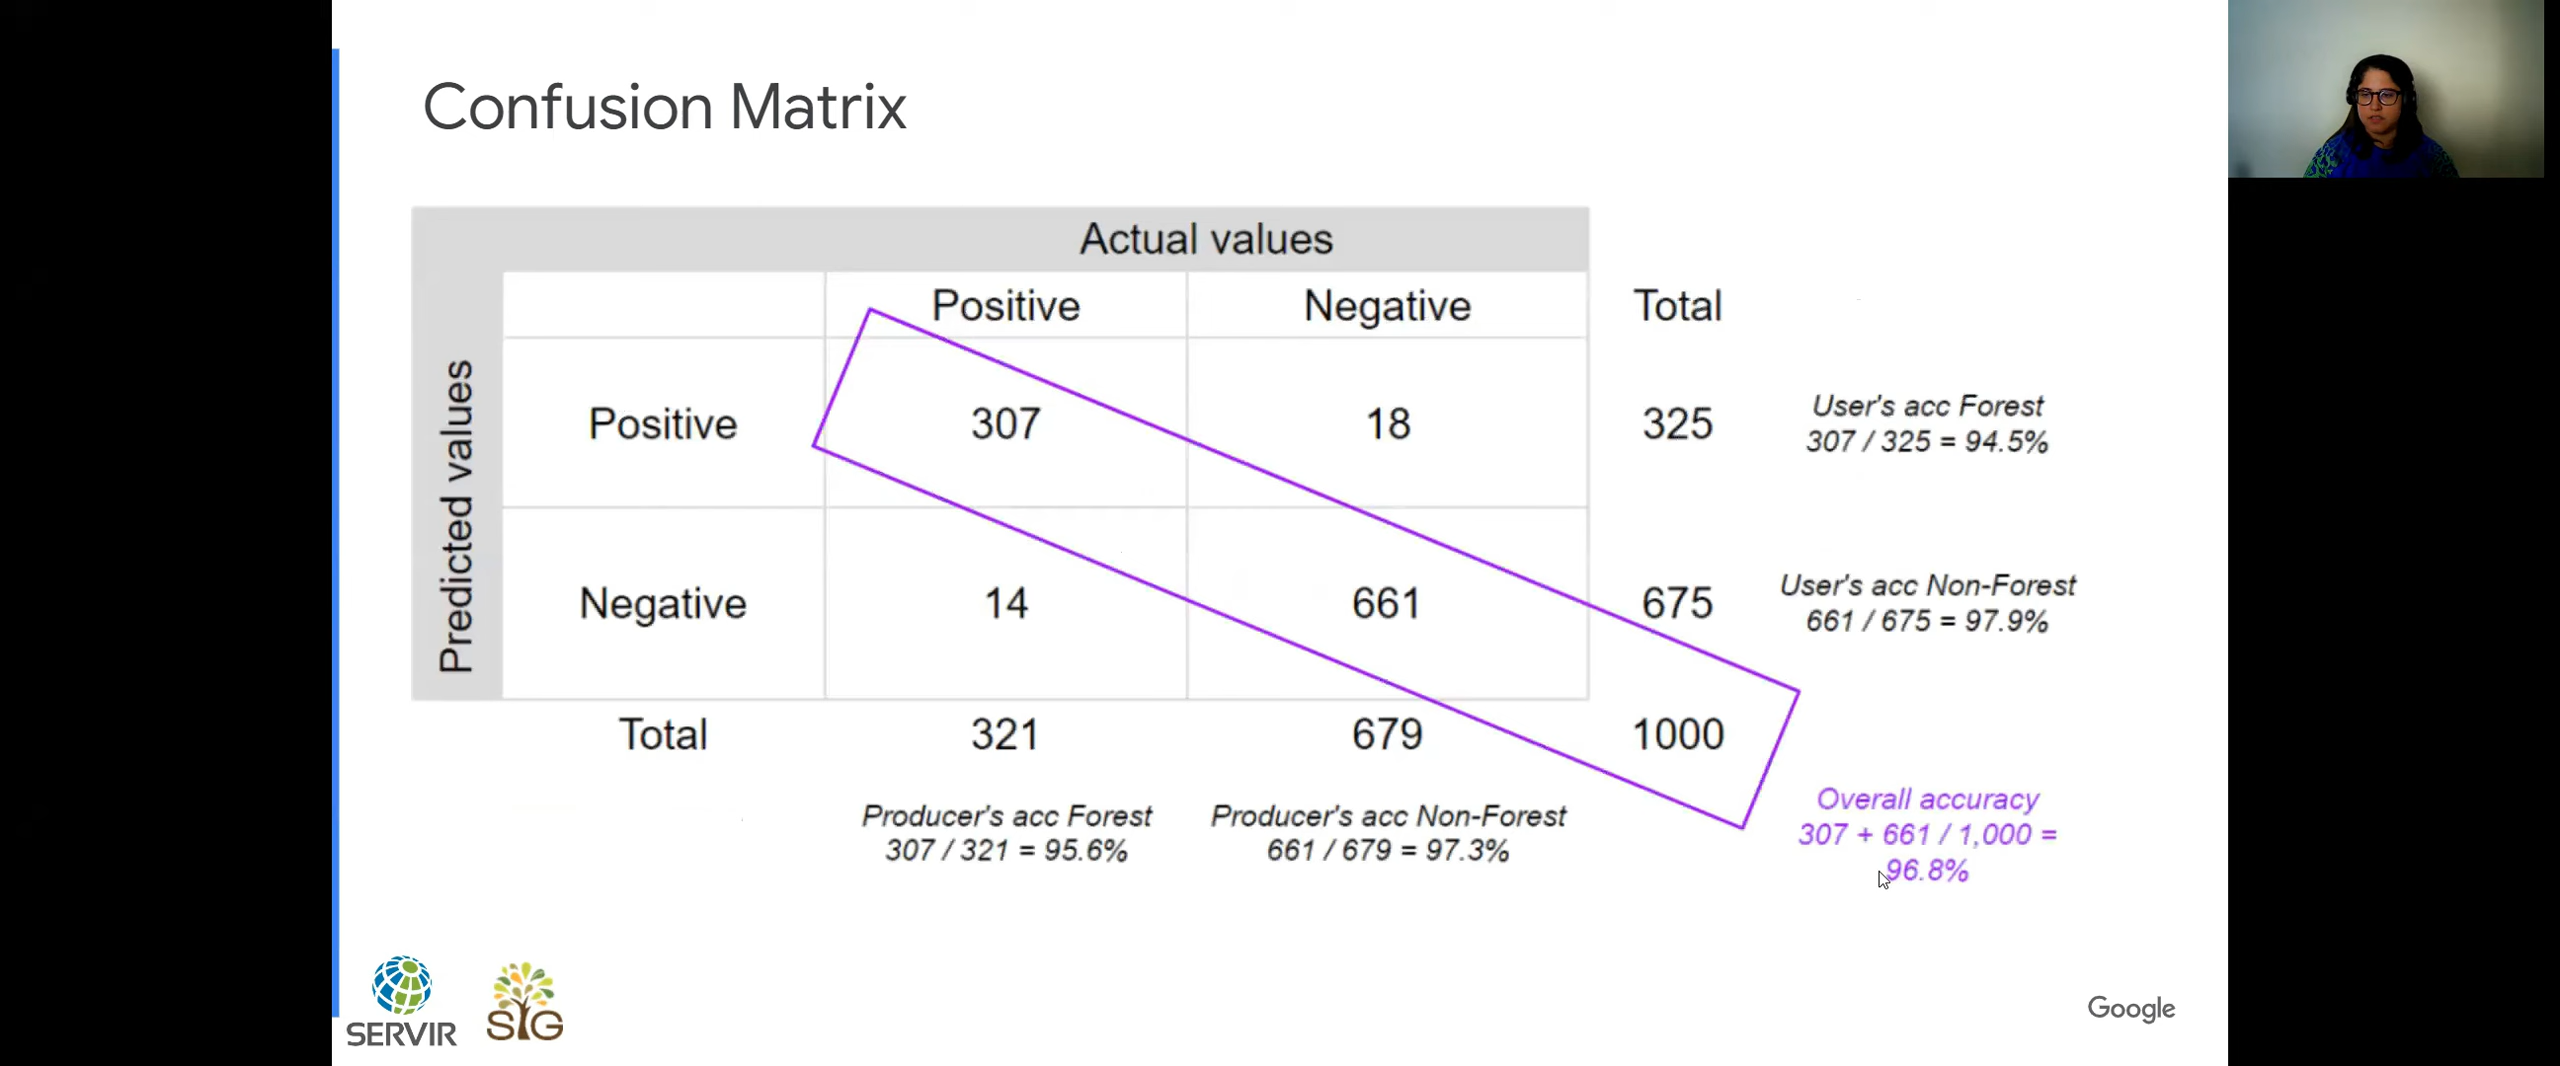 Confusion Matrix
Actual values
Predicted values
Positive Negative Total
Positive 307 18 325
User's acc Forest
307 / 325 = 94.5%
Negative 14 661 675
User's acc Non-Forest
661 / 675 = 97.9%
Total 321 679 1000
Producer's acc Forest
307 / 321 = 95.6%
Producer's acc Non-Forest
661 / 679 = 97.3%
Overall accuracy
307 + 661 / 1,000 =
96.8%
SERVIR
SIG
Google